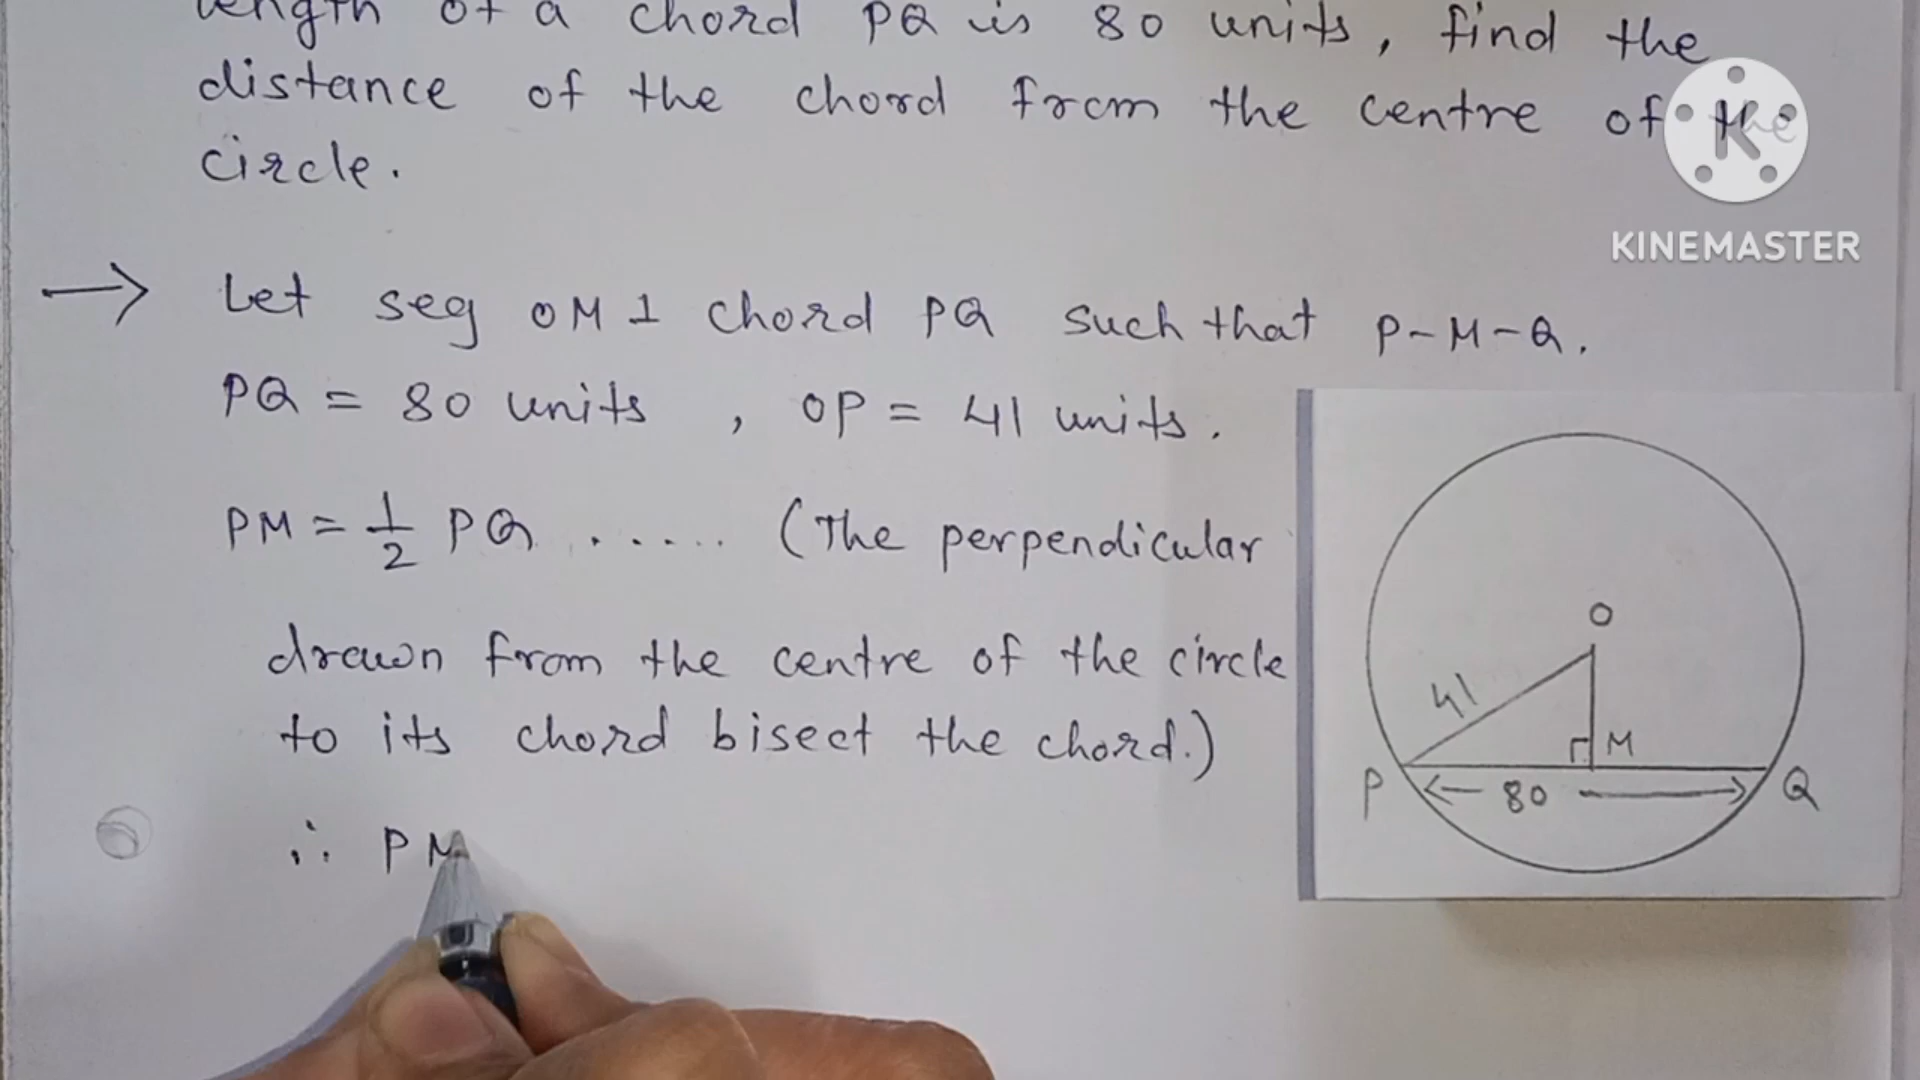 length of a chord PQ is 80 units, find the
distance of the chord from the centre of the
circle.
K
KINEMASTER
→ Let seg OM ⊥ chord PQ such that P-M-Q.
PQ = 80 units , OP = 41 units.
PM = 1/2 PQ ..... (The perpendicular
drawn from the centre of the circle
to its chord bisect the chord.)
∴ PM
O
41
M
P
80
Q